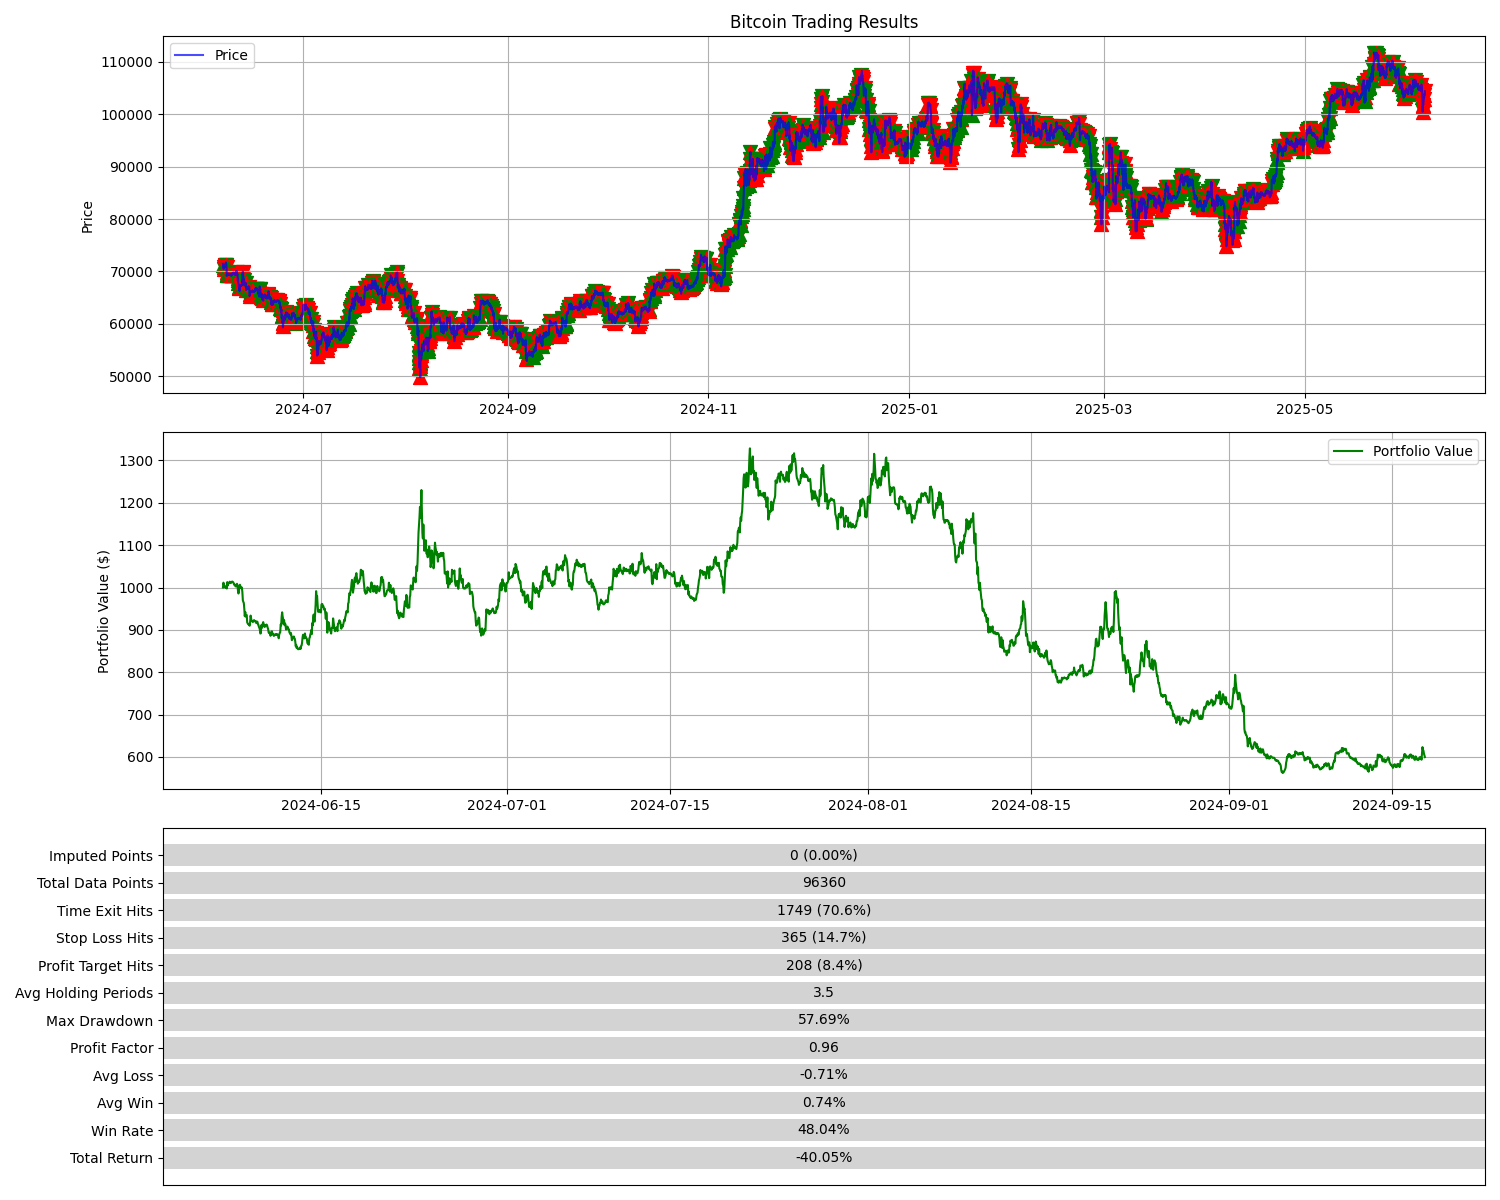 Bitcoin Trading Results
Price
110000
100000
90000
80000
70000
60000
50000
Price
2024-07
2024-09
2024-11
2025-01
2025-03
2025-05
Portfolio Value
1300
1200
1100
1000
900
800
700
600
Portfolio Value ($)
2024-06-15
2024-07-01
2024-07-15
2024-08-01
2024-08-15
2024-09-01
2024-09-15
Imputed Points 0 (0.00%)
Total Data Points 96360
Time Exit Hits 1749 (70.6%)
Stop Loss Hits 365 (14.7%)
Profit Target Hits 208 (8.4%)
Avg Holding Periods 3.5
Max Drawdown 57.69%
Profit Factor 0.96
Avg Loss -0.71%
Avg Win 0.74%
Win Rate 48.04%
Total Return -40.05%